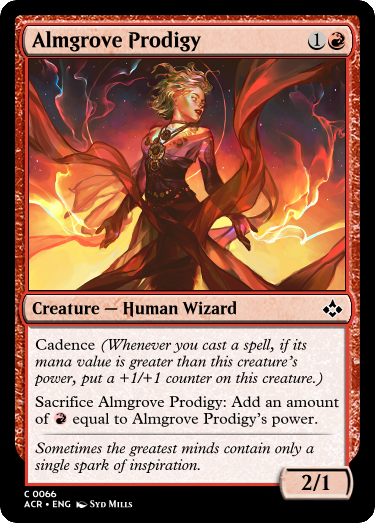 Almgrove Prodigy 1
Creature — Human Wizard
Cadence (Whenever you cast a spell, if its
mana value is greater than this creature's
power, put a +1/+1 counter on this creature.)
Sacrifice Almgrove Prodigy: Add an amount
of equal to Almgrove Prodigy's power.
Sometimes the greatest minds contain only a
single spark of inspiration.
2/1
C 0066
ACR • ENG Syd Mills